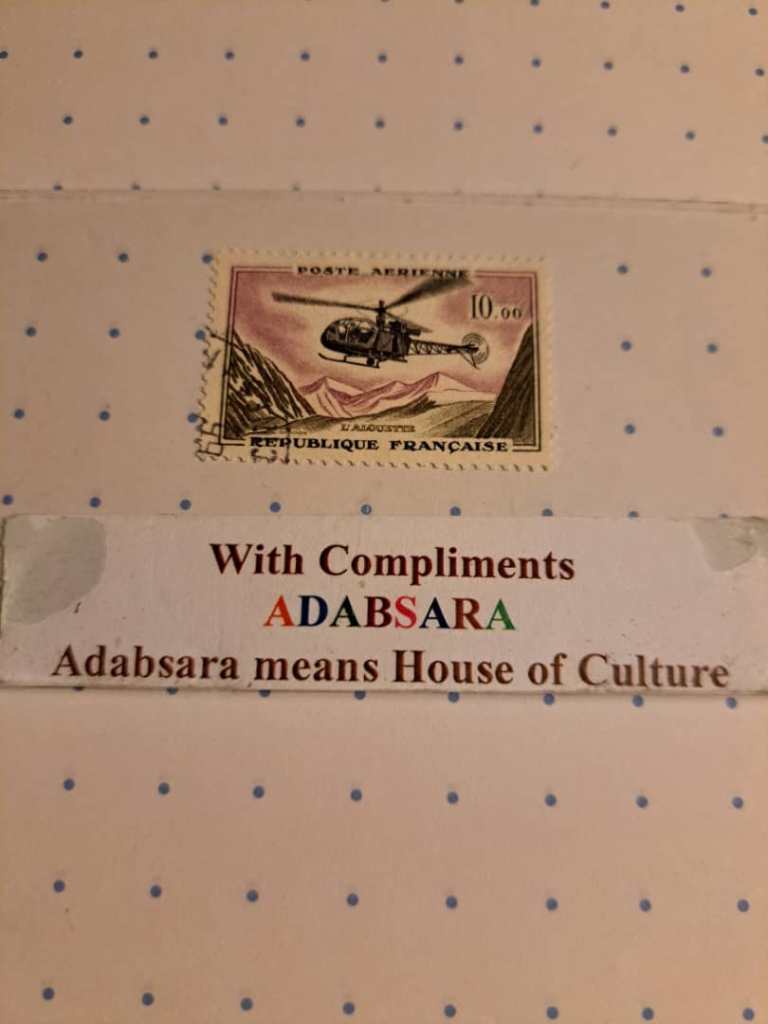 POSTE AERIENNE
10.00
L'ALOUETTE
REPUBLIQUE FRANÇAISE
With Compliments
ADABSARA
Adabsara means House of Culture